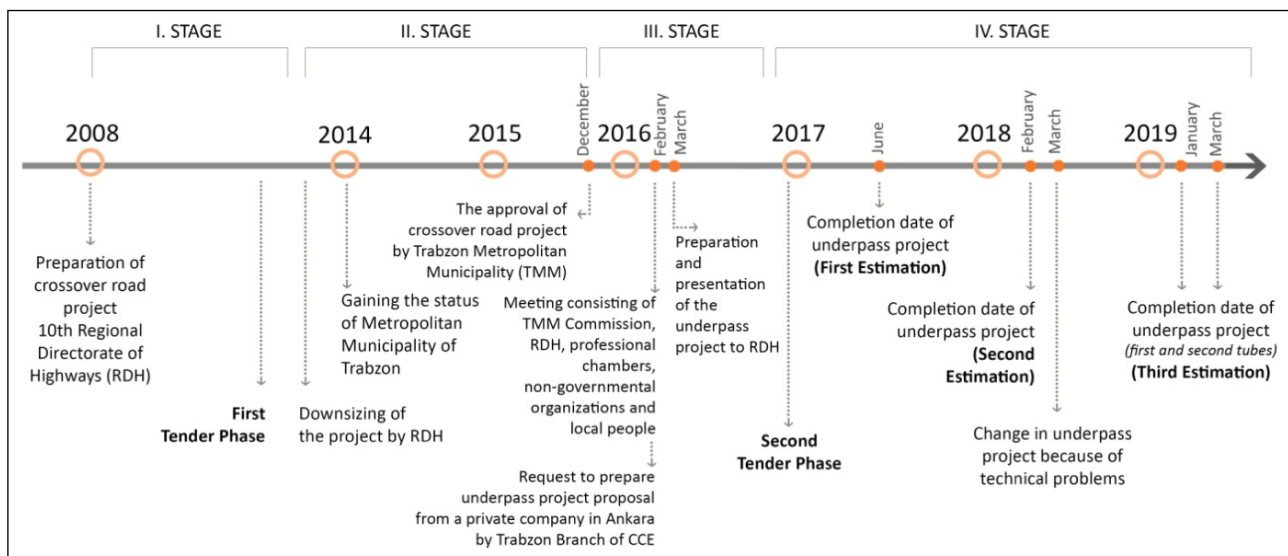 I. STAGE
II. STAGE
III. STAGE
IV. STAGE
2008
2014
2015
December
2016
February
March
2017
June
2018
February
March
2019
January
March
Preparation of
crossover road
project
10th Regional
Directorate of
Highways (RDH)
First
Tender Phase
Downsizing of
the project by RDH
Gaining the status
of Metropolitan
Municipality of
Trabzon
The approval of
crossover road project
by Trabzon Metropolitan
Municipality (TMM)
Meeting consisting of
TMM Commission,
RDH, professional
chambers,
non-governmental
organizations and
local people
Request to prepare
underpass project proposal
from a private company in Ankara
by Trabzon Branch of CCE
Preparation
and
presentation
of the
underpass
project to RDH
Second
Tender Phase
Completion date of
underpass project
(First Estimation)
Completion date of
underpass project
(Second
Estimation)
Change in underpass
project because of
technical problems
Completion date of
underpass project
(first and second tubes)
(Third Estimation)